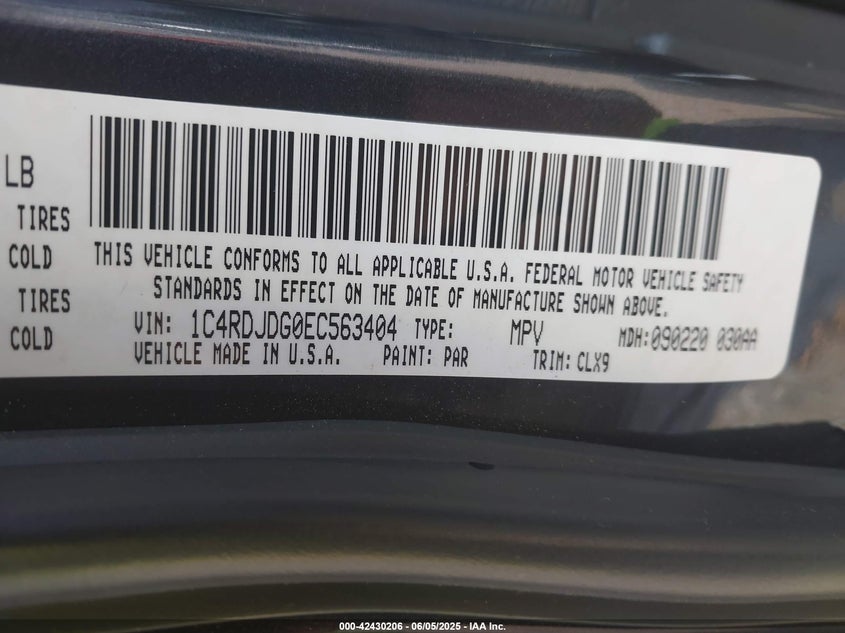 LB
TIRES
COLD
TIRES
COLD
THIS VEHICLE CONFORMS TO ALL APPLICABLE U.S.A. FEDERAL MOTOR VEHICLE SAFETY
STANDARDS IN EFFECT ON THE DATE OF MANUFACTURE SHOWN ABOVE.
VIN: 1C4RDJDG0EC563404 TYPE: MPV MDH:090220 030AA
VEHICLE MADE IN U.S.A. PAINT: PAR TRIM: CLX9
000-42430206 - 06/05/2025 - IAA Inc.